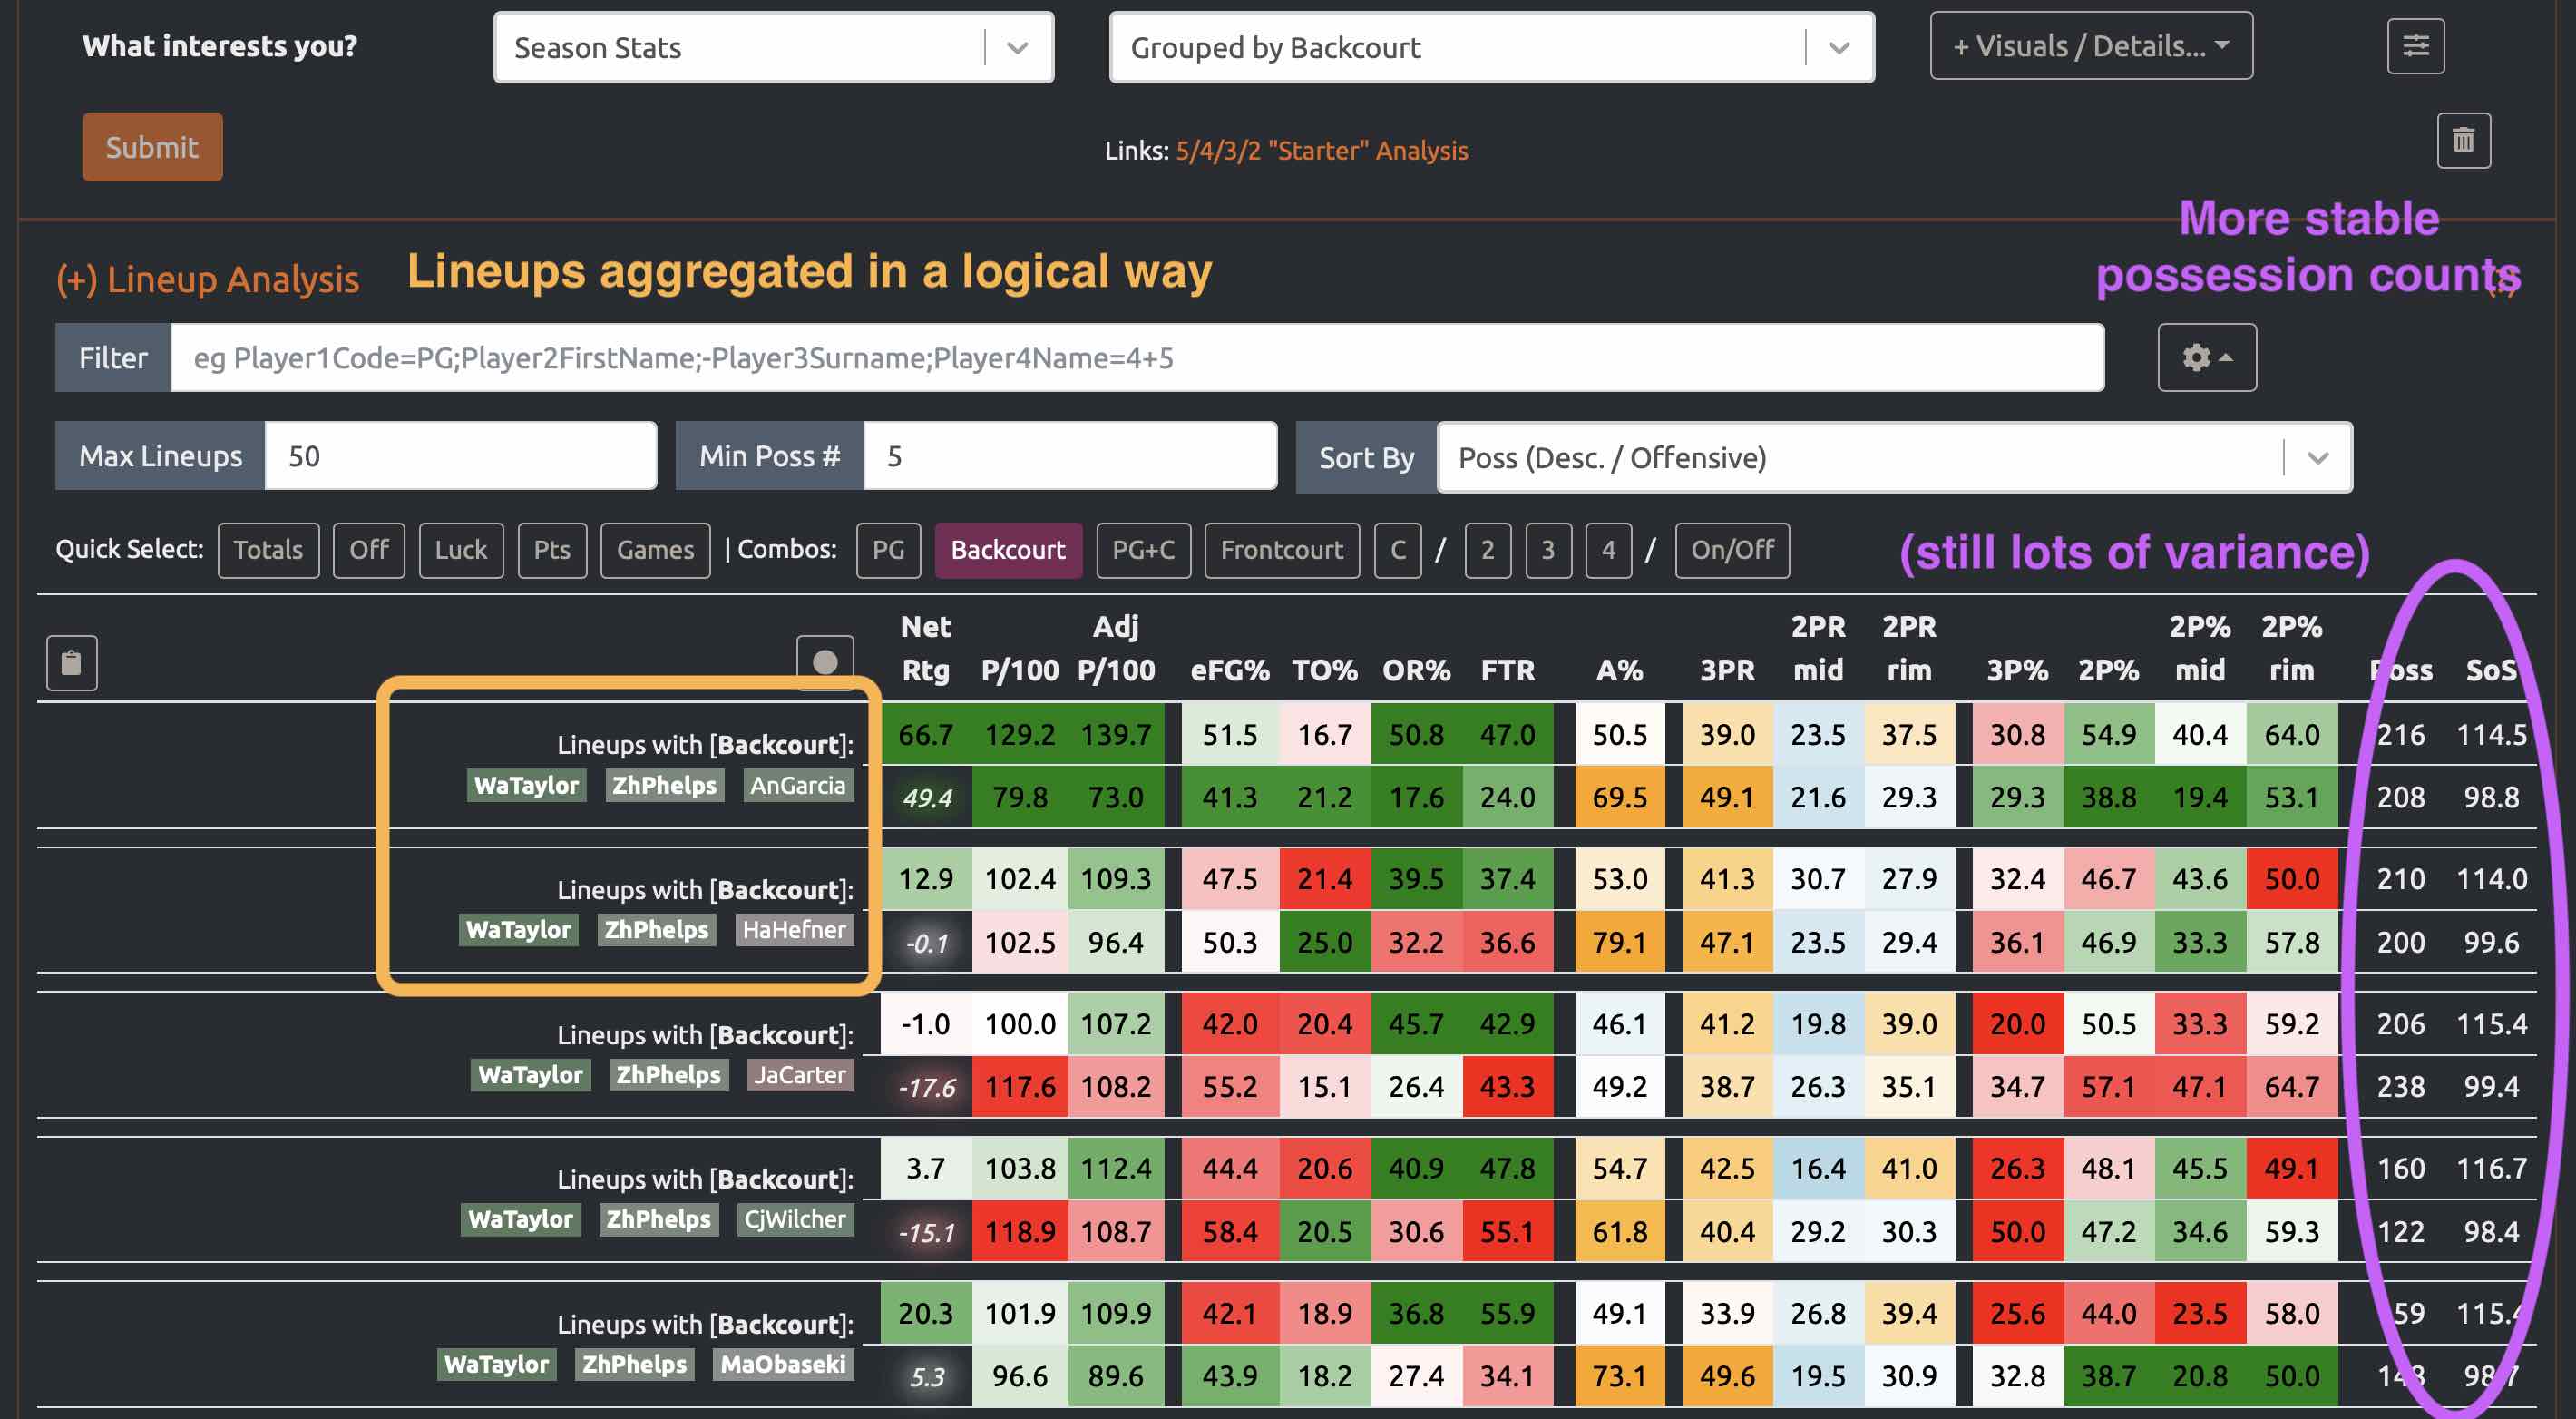 What interests you? Season Stats Grouped by Backcourt + Visuals / Details...
Submit Links: 5/4/3/2 "Starter" Analysis
More stable
possession counts
(+) Lineup Analysis Lineups aggregated in a logical way
Filter eg Player1Code=PG;Player2FirstName;-Player3Surname;Player4Name=4+5
Max Lineups 50 Min Poss # 5 Sort By Poss (Desc. / Offensive)
Quick Select: Totals Off Luck Pts Games | Combos: PG Backcourt PG+C Frontcourt C / 2 3 4 / On/Off (still lots of variance)
Net Adj 2PR 2PR 2P% 2P%
Rtg P/100 P/100 eFG% TO% OR% FTR A% 3PR mid rim 3P% 2P% mid rim Poss SoS
Lineups with [Backcourt]: 66.7 129.2 139.7 51.5 16.7 50.8 47.0 50.5 39.0 23.5 37.5 30.8 54.9 40.4 64.0 216 114.5
WaTaylor ZhPhelps AnGarcia 49.4 79.8 73.0 41.3 21.2 17.6 24.0 69.5 49.1 21.6 29.3 29.3 38.8 19.4 53.1 208 98.8
Lineups with [Backcourt]: 12.9 102.4 109.3 47.5 21.4 39.5 37.4 53.0 41.3 30.7 27.9 32.4 46.7 43.6 50.0 210 114.0
WaTaylor ZhPhelps HaHefner -0.1 102.5 96.4 50.3 25.0 32.2 36.6 79.1 47.1 23.5 29.4 36.1 46.9 33.3 57.8 200 99.6
Lineups with [Backcourt]: -1.0 100.0 107.2 42.0 20.4 45.7 42.9 46.1 41.2 19.8 39.0 20.0 50.5 33.3 59.2 206 115.4
WaTaylor ZhPhelps JaCarter -17.6 117.6 108.2 55.2 15.1 26.4 43.3 49.2 38.7 26.3 35.1 34.7 57.1 47.1 64.7 238 99.4
Lineups with [Backcourt]: 3.7 103.8 112.4 44.4 20.6 40.9 47.8 54.7 42.5 16.4 41.0 26.3 48.1 45.5 49.1 160 116.7
WaTaylor ZhPhelps CjWilcher -15.1 118.9 108.7 58.4 20.5 30.6 55.1 61.8 40.4 29.2 30.3 50.0 47.2 34.6 59.3 122 98.4
Lineups with [Backcourt]: 20.3 101.9 109.9 42.1 18.9 36.8 55.9 49.1 33.9 26.8 39.4 25.6 44.0 23.5 58.0 115.4
WaTaylor ZhPhelps MaObaseki 5.3 96.6 89.6 43.9 18.2 27.4 34.1 73.1 49.6 19.5 30.9 32.8 38.7 20.8 50.0